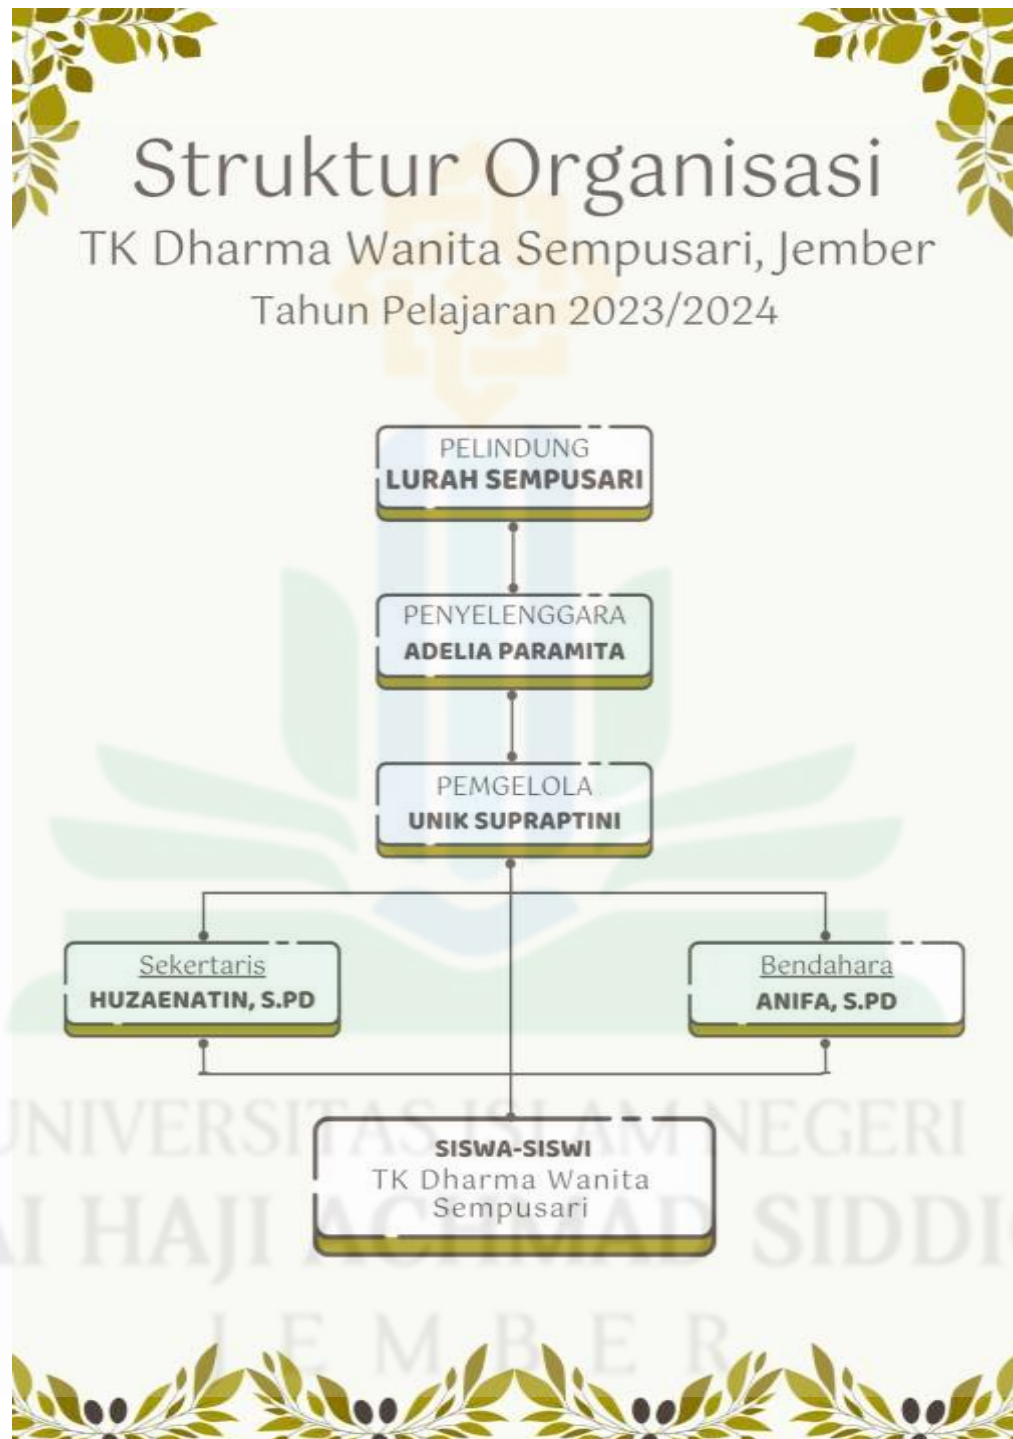 Struktur Organisasi
TK Dharma Wanita Sempusari, Jember
Tahun Pelajaran 2023/2024
PELINDUNG
LURAH SEMPUSARI
PENYELENGGARA
ADELIA PARAMITA
PEMGELOLA
UNIK SUPRAPTINI
Sekertaris
HUZAENATIN, S.PD
Bendahara
ANIFA, S.PD
SISWA-SISWI
TK Dharma Wanita
Sempusari
UNIVERSITAS ISLAM NEGERI
AI HAJI ACHMAD SIDDI
JEMBER